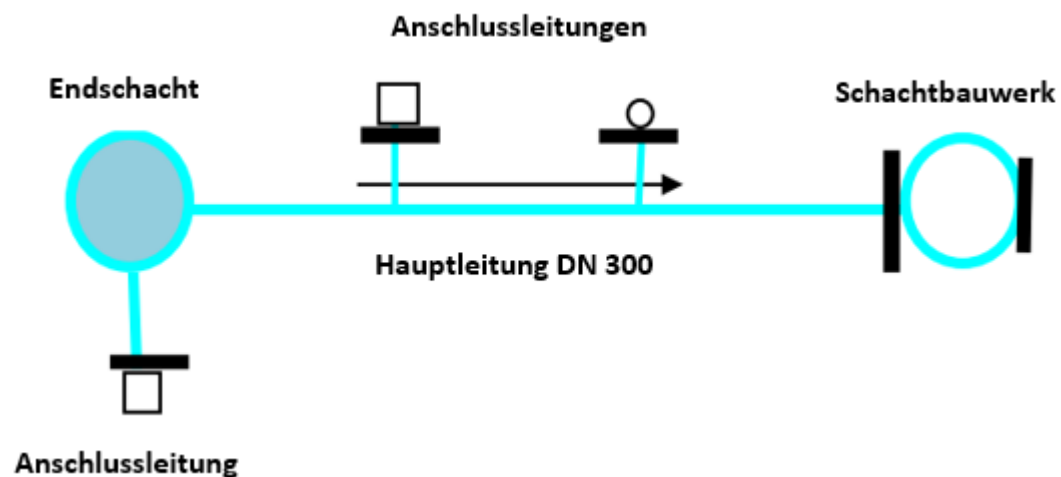 Anschlussleitungen
Endschacht
Schachtbauwerk
Hauptleitung DN 300
Anschlussleitung